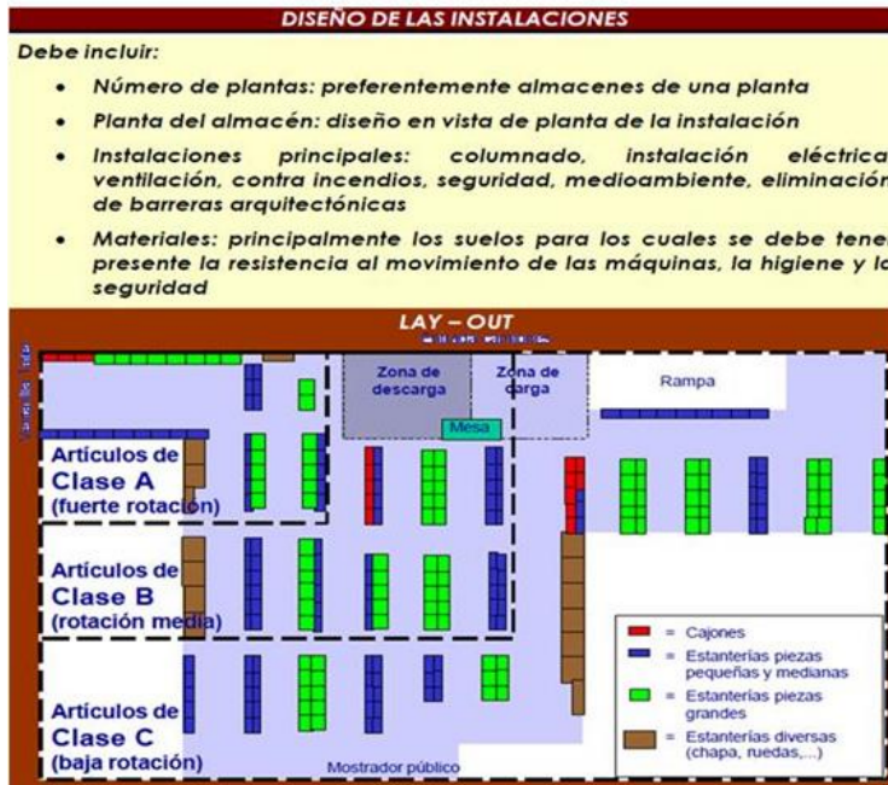 DISEÑO DE LAS INSTALACIONES
Debe incluir:
• Número de plantas: preferentemente almacenes de una planta
• Planta del almacén: diseño en vista de planta de la instalación
• Instalaciones principales: columnado, instalación eléctrica
ventilación, contra incendios, seguridad, medioambiente, eliminación
de barreras arquitectónicas
• Materiales: principalmente los suelos para los cuales se debe tene
presente la resistencia al movimiento de las máquinas, la higiene y la
seguridad
LAY – OUT
Zona de
descarga
Zona de
carga
Rampa
Mesa
Artículos de
Clase A
(fuerte rotación)
Artículos de
Clase B
(rotación media)
Artículos de
Clase C
(baja rotación)
Mostrador público
= Cajones
= Estanterías piezas
pequeñas y medianas
= Estanterías piezas
grandes
= Estanterías diversas
(chapa, ruedas,...)